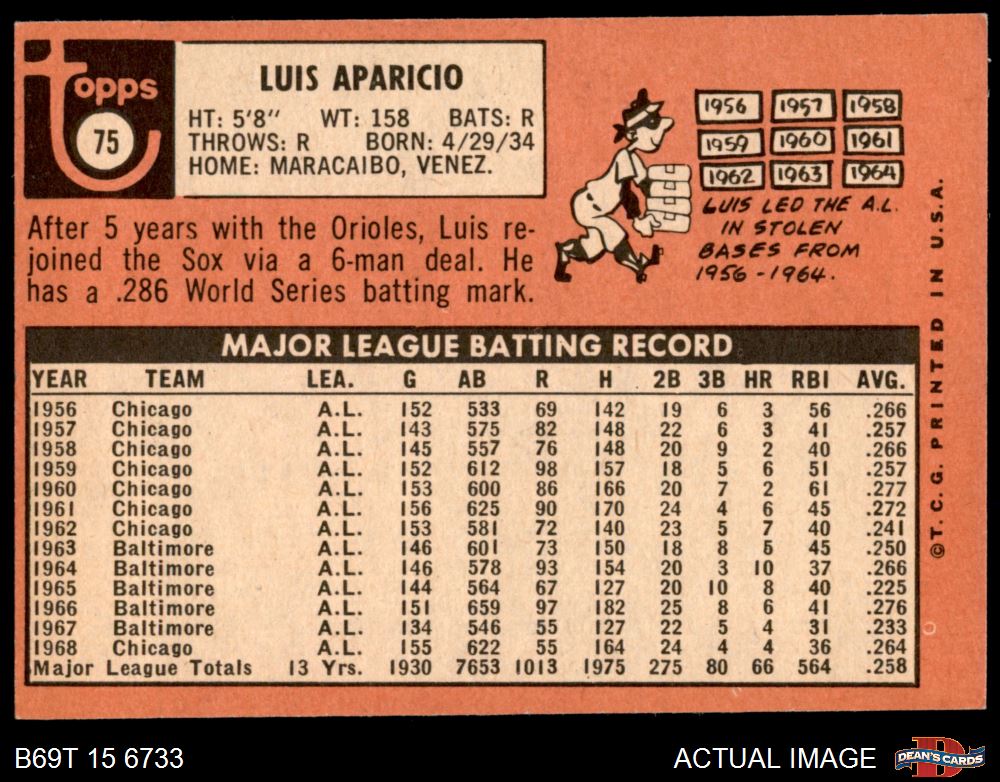 topps
75
LUIS APARICIO
HT: 5'8" WT: 158 BATS: R
THROWS: R BORN: 4/29/34
HOME: MARACAIBO, VENEZ.
After 5 years with the Orioles, Luis re-
joined the Sox via a 6-man deal. He
has a .286 World Series batting mark.
1956 1957 1958
1959 1960 1961
1962 1963 1964
LUIS LED THE A.L.
IN STOLEN
BASES FROM
1956-1964.
MAJOR LEAGUE BATTING RECORD
YEAR TEAM LEA. G AB R H 2B 3B HR RBI AVG.
1956 Chicago A.L. 152 533 69 142 19 6 3 56 .266
1957 Chicago A.L. 143 575 82 148 22 6 3 41 .257
1958 Chicago A.L. 145 557 76 148 20 9 2 40 .266
1959 Chicago A.L. 152 612 98 157 18 5 6 51 .257
1960 Chicago A.L. 153 600 86 166 20 7 2 61 .277
1961 Chicago A.L. 156 625 90 170 24 4 6 45 .272
1962 Chicago A.L. 153 581 72 140 23 5 7 40 .241
1963 Baltimore A.L. 146 601 73 150 18 8 5 45 .250
1964 Baltimore A.L. 146 578 93 154 20 3 10 37 .266
1965 Baltimore A.L. 144 564 67 127 20 10 8 40 .225
1966 Baltimore A.L. 151 659 97 182 25 8 6 41 .276
1967 Baltimore A.L. 134 546 55 127 22 5 4 31 .233
1968 Chicago A.L. 155 622 55 164 24 4 4 36 .264
Major League Totals 13 Yrs. 1930 7653 1013 1975 275 80 66 564 .258
©T.C.G. PRINTED IN U.S.A.
B69T 15 6733
ACTUAL IMAGE
D
DEAN'S CARDS